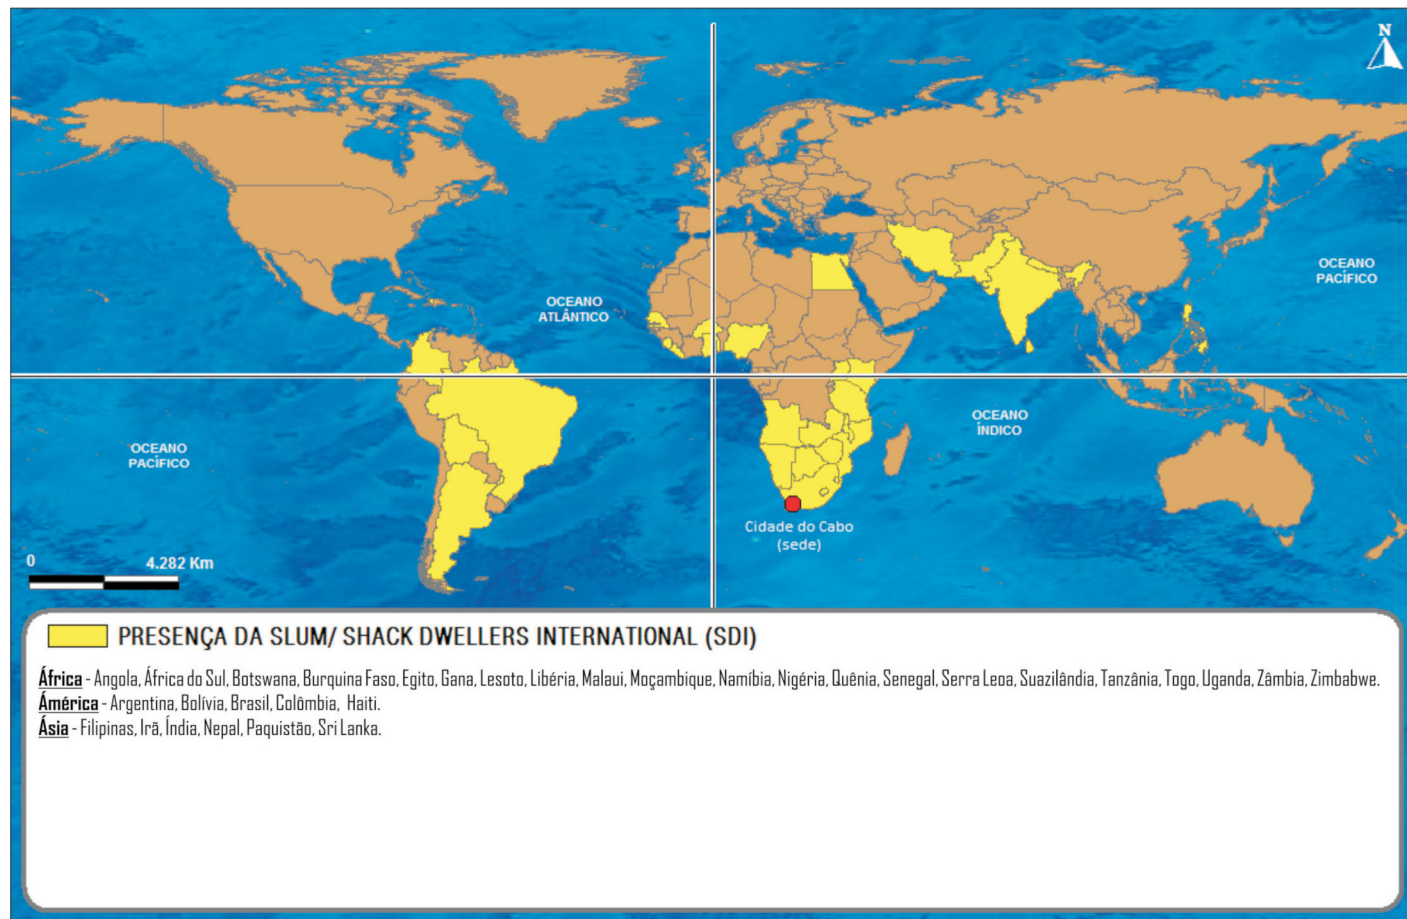 N
OCEANO
PACÍFICO
OCEANO
ATLÂNTICO
OCEANO
ÍNDICO
OCEANO
PACÍFICO
Cidade do Cabo
(sede)
0 4.282 Km
PRESENÇA DA SLUM/ SHACK DWELLERS INTERNATIONAL (SDI)
África - Angola, África do Sul, Botswana, Burquina Faso, Egito, Gana, Lesoto, Libéria, Malaui, Moçambique, Namíbia, Nigéria, Quênia, Senegal, Serra Leoa, Suazilândia, Tanzânia, Togo, Uganda, Zâmbia, Zimbabwe.
Ámérica - Argentina, Bolívia, Brasil, Colômbia, Haiti.
Ásia - Filipinas, Irã, Índia, Nepal, Paquistão, Sri Lanka.